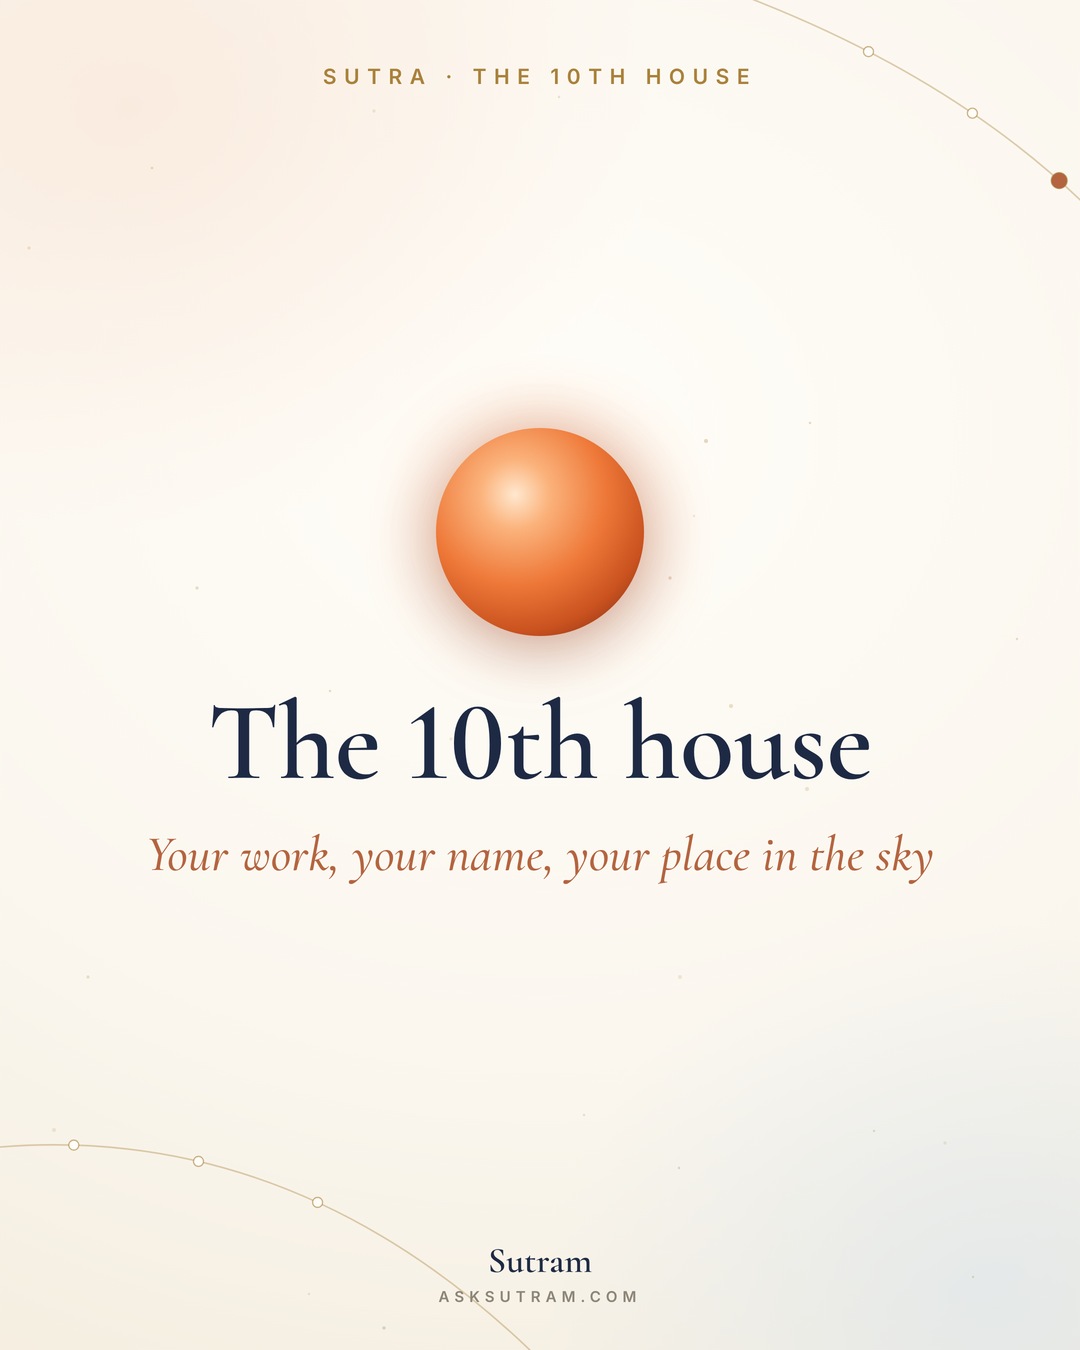 SUTRA · THE 10TH HOUSE
The 10th house
Your work, your name, your place in the sky
Sutram
ASKSUTRAM.COM